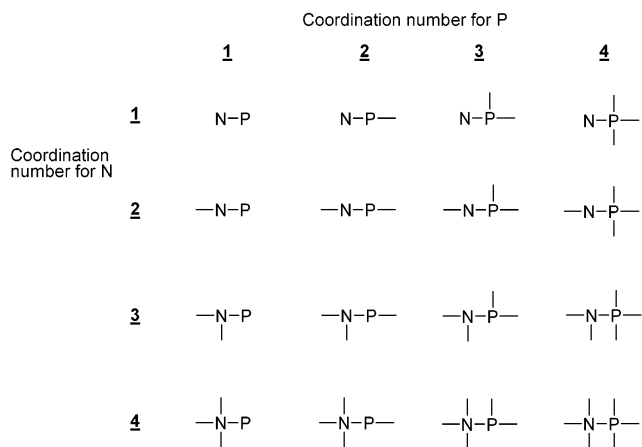 Coordination number for P
1 2 3 4
1 N–P N–P– N–P– N–P–
Coordination
number for N
2 –N–P –N–P– –N–P– –N–P–
3 –N–P –N–P– –N–P– –N–P–
4 –N–P –N–P– –N–P– –N–P–